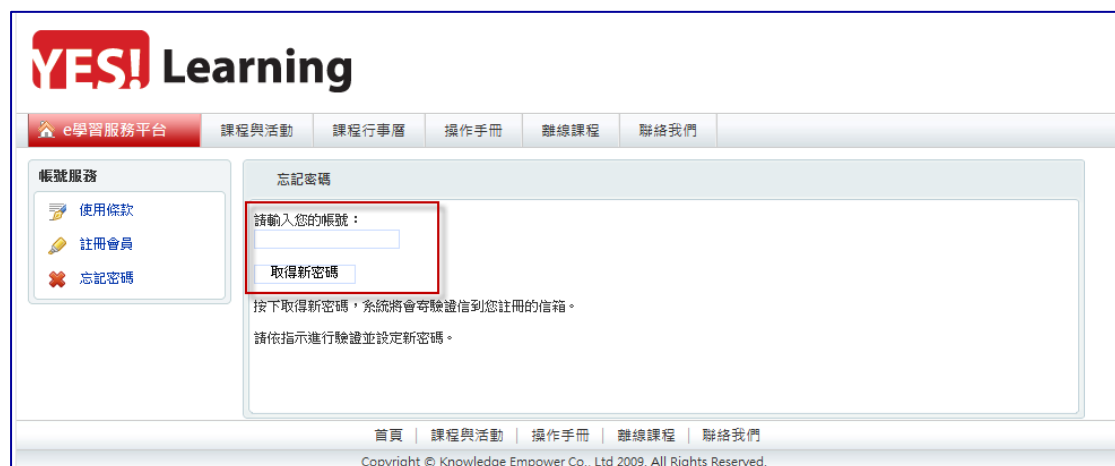 YES! Learning
e學習服務平台 課程與活動 課程行事曆 操作手冊 離線課程 聯絡我們
帳號服務
使用條款
註冊會員
忘記密碼
忘記密碼
請輸入您的帳號：
取得新密碼
按下取得新密碼，系統將會寄驗證信到您註冊的信箱。
請依指示進行驗證並設定新密碼。
首頁 | 課程與活動 | 操作手冊 | 離線課程 | 聯絡我們
Copyright © Knowledge Empower Co., Ltd 2009. All Rights Reserved.